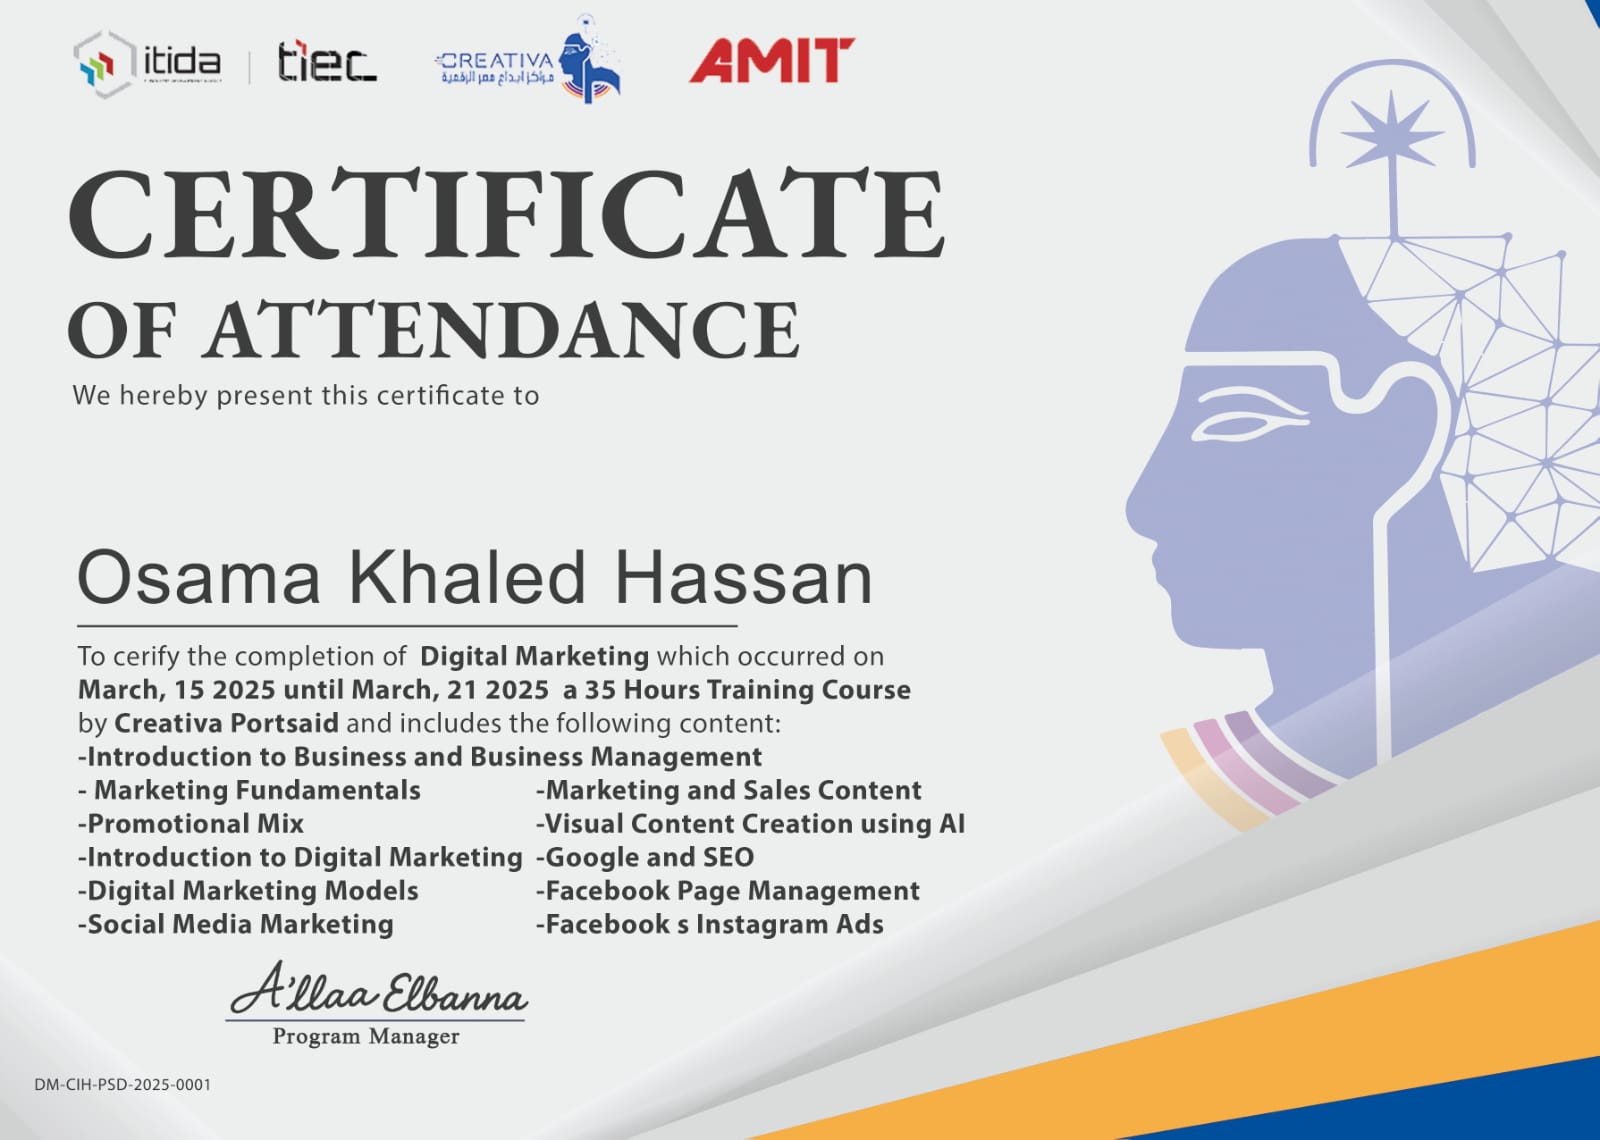 itida
tiec
CREATIVA
مراكز ابداع مصر الرقمية
AMIT
CERTIFICATE
OF ATTENDANCE
We hereby present this certificate to
Osama Khaled Hassan
To cerify the completion of Digital Marketing which occurred on
March, 15 2025 until March, 21 2025 a 35 Hours Training Course
by Creativa Portsaid and includes the following content:
-Introduction to Business and Business Management
- Marketing Fundamentals
-Promotional Mix
-Introduction to Digital Marketing
-Digital Marketing Models
-Social Media Marketing
-Marketing and Sales Content
-Visual Content Creation using AI
-Google and SEO
-Facebook Page Management
-Facebook s Instagram Ads
A'llaa Elbanna
Program Manager
DM-CIH-PSD-2025-0001